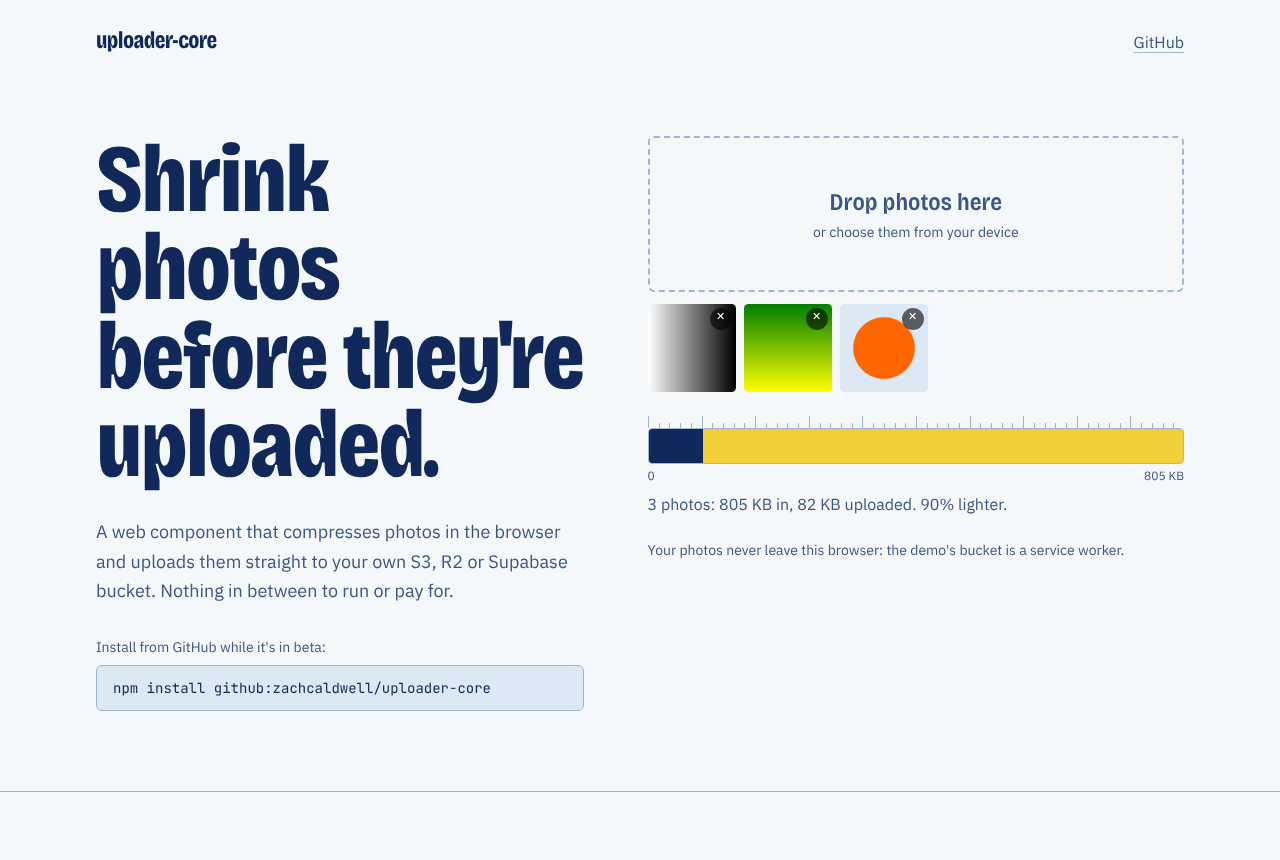 uploader-core
GitHub
Shrink
photos
before they're
uploaded.
A web component that compresses photos in the browser
and uploads them straight to your own S3, R2 or Supabase
bucket. Nothing in between to run or pay for.
Install from GitHub while it's in beta:
npm install github:zachcaldwell/uploader-core
Drop photos here
or choose them from your device
✕
✕
✕
0
805 KB
3 photos: 805 KB in, 82 KB uploaded. 90% lighter.
Your photos never leave this browser: the demo's bucket is a service worker.